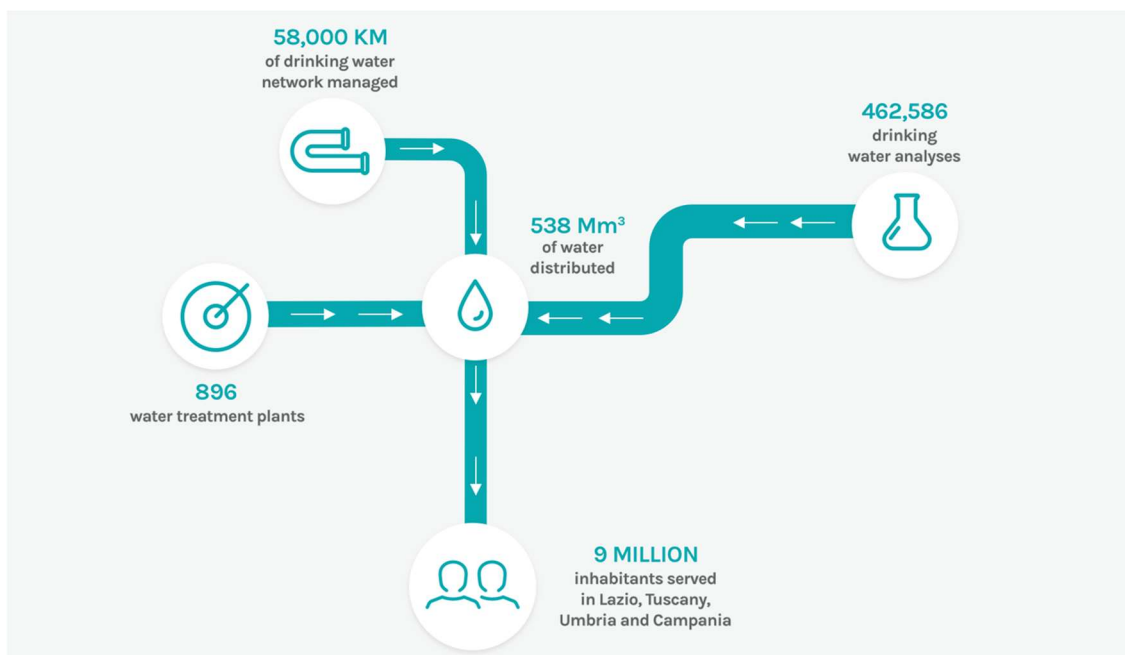 58,000 KM
of drinking water
network managed
462,586
drinking
water analyses
538 Mm³
of water
distributed
896
water treatment plants
9 MILLION
inhabitants served
in Lazio, Tuscany,
Umbria and Campania